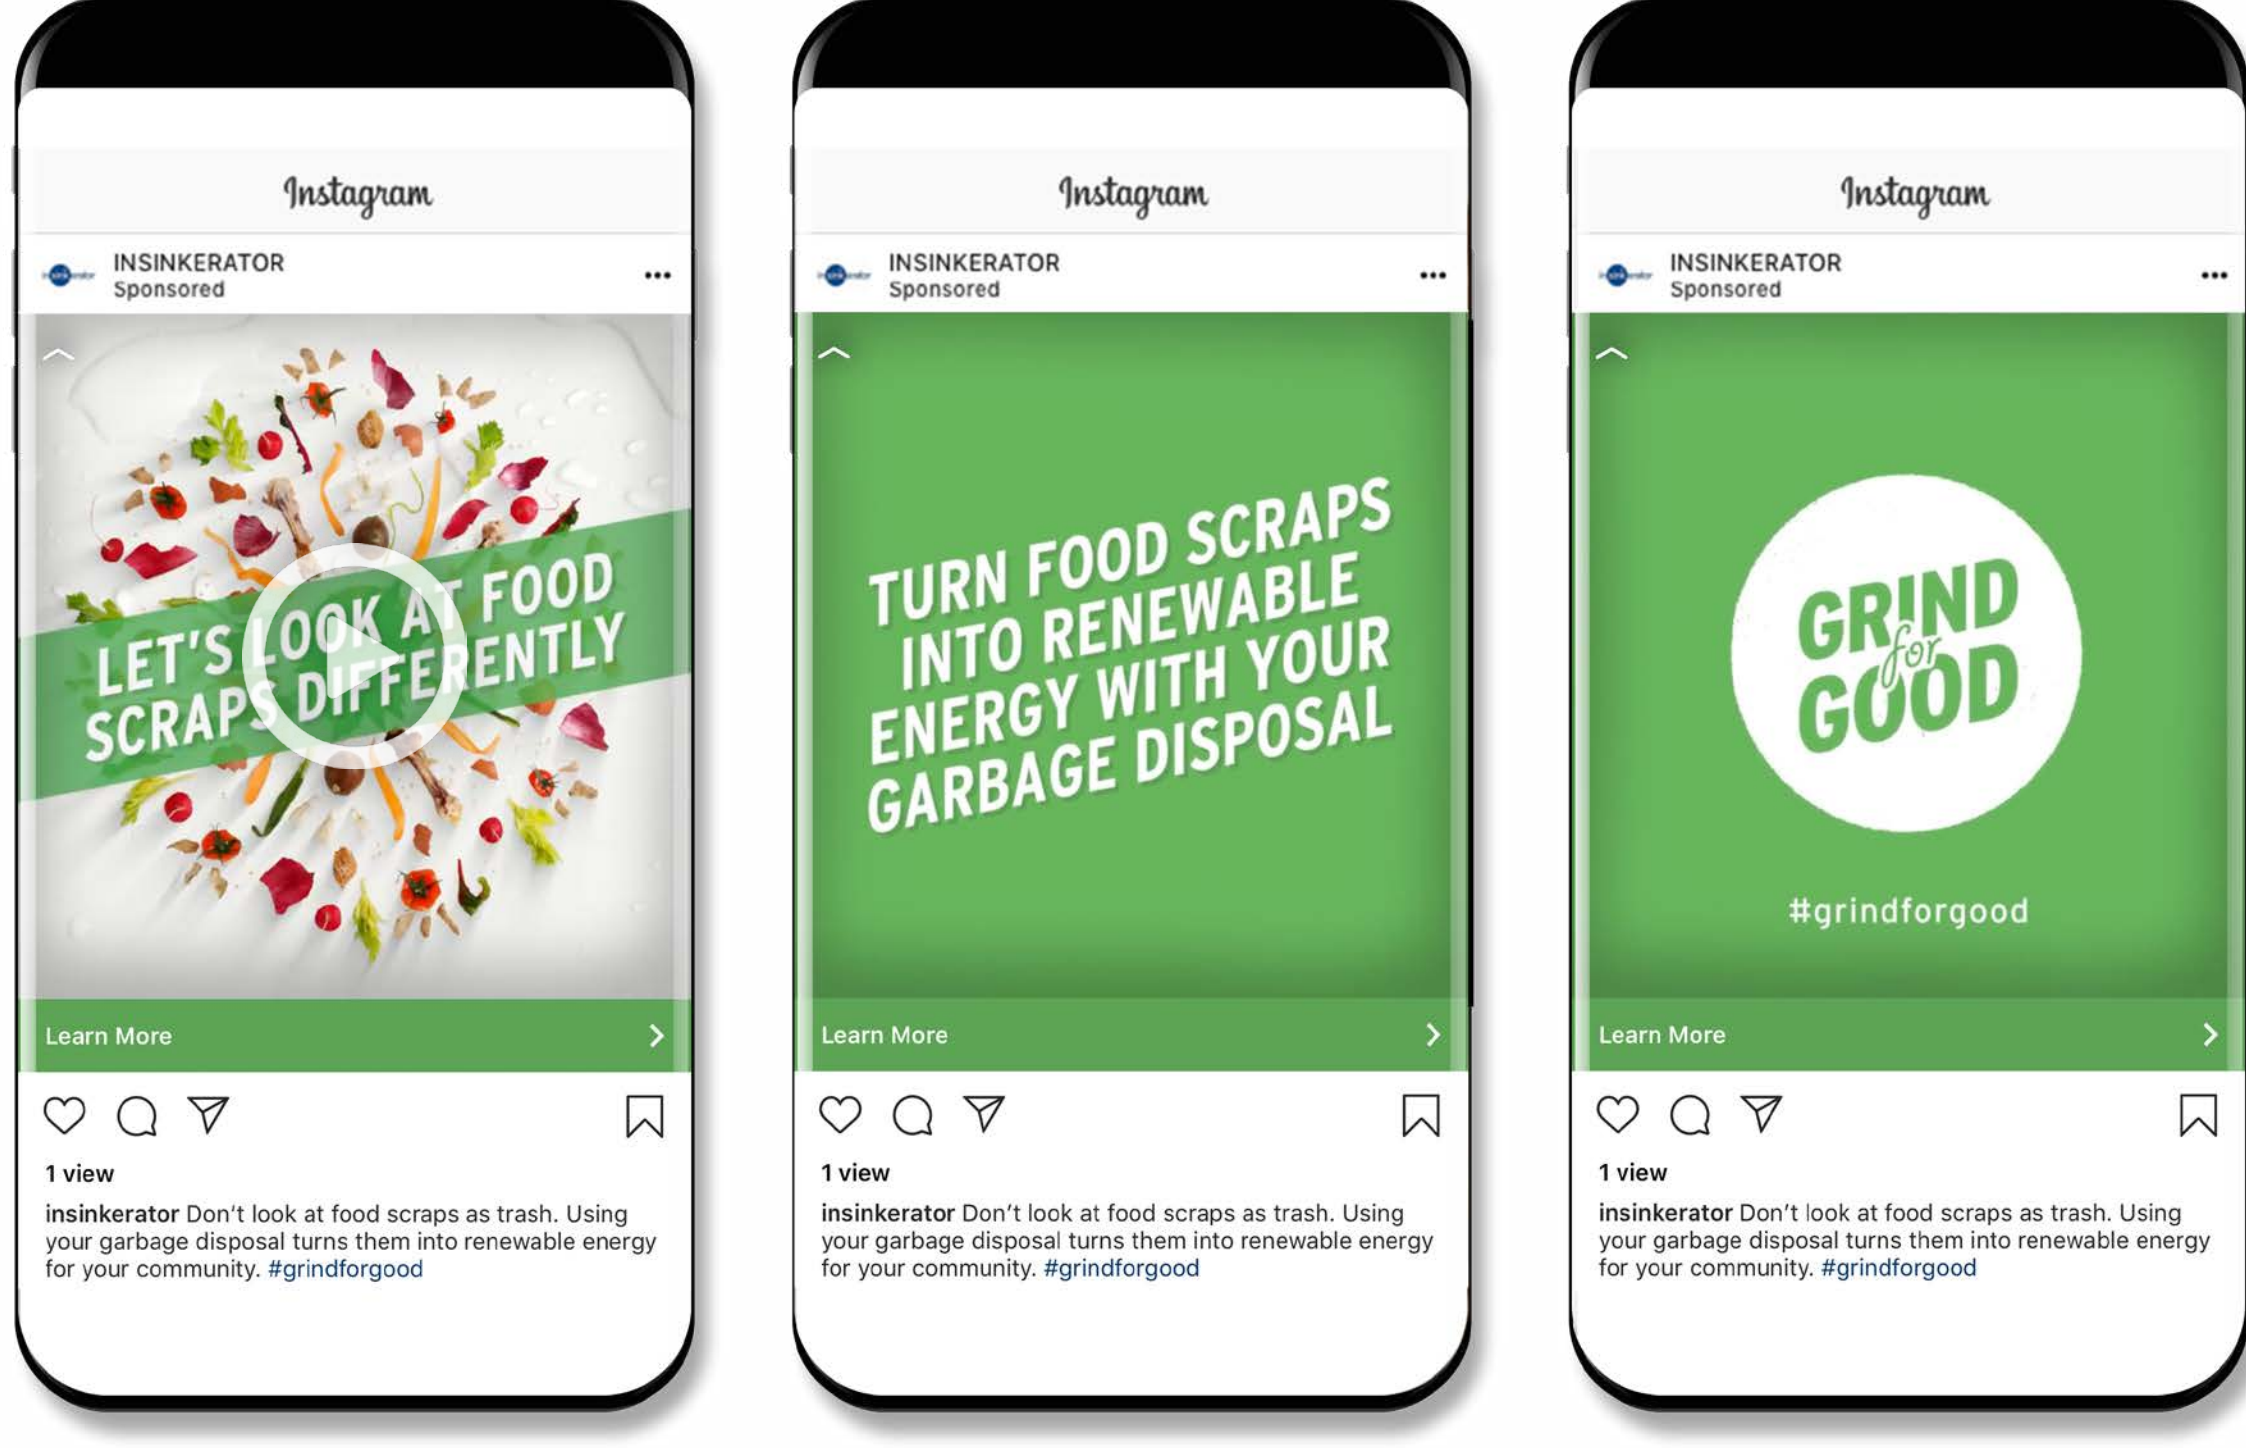 Instagram
INSINKERATOR
Sponsored
LET'S LOOK AT FOOD
SCRAPS DIFFERENTLY
Learn More
1 view
insinkerator Don't look at food scraps as trash. Using
your garbage disposal turns them into renewable energy
for your community. #grindforgood
Instagram
INSINKERATOR
Sponsored
TURN FOOD SCRAPS
INTO RENEWABLE
ENERGY WITH YOUR
GARBAGE DISPOSAL
Learn More
1 view
insinkerator Don't look at food scraps as trash. Using
your garbage disposal turns them into renewable energy
for your community. #grindforgood
Instagram
INSINKERATOR
Sponsored
GRIND
for
GOOD
#grindforgood
Learn More
1 view
insinkerator Don't look at food scraps as trash. Using
your garbage disposal turns them into renewable energy
for your community. #grindforgood